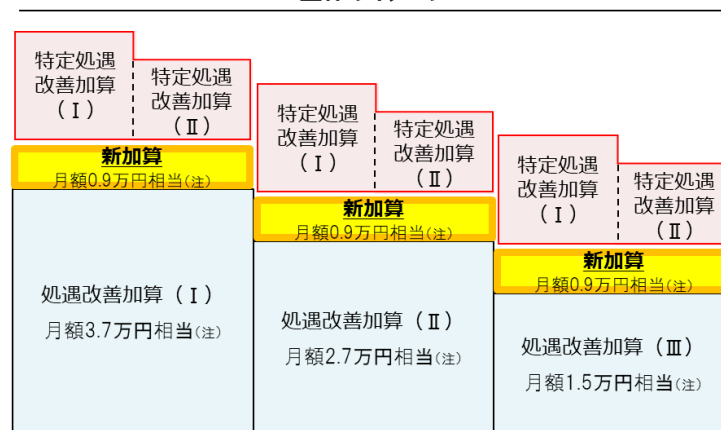 特定処遇
改善加算
(Ⅰ)
特定処遇
改善加算
(Ⅱ)
新加算
月額0.9万円相当(注)
処遇改善加算(Ⅰ)
月額3.7万円相当(注)
特定処遇
改善加算
(Ⅰ)
特定処遇
改善加算
(Ⅱ)
新加算
月額0.9万円相当(注)
処遇改善加算(Ⅱ)
月額2.7万円相当(注)
特定処遇
改善加算
(Ⅰ)
特定処遇
改善加算
(Ⅱ)
新加算
月額0.9万円相当(注)
処遇改善加算(Ⅲ)
月額1.5万円相当(注)